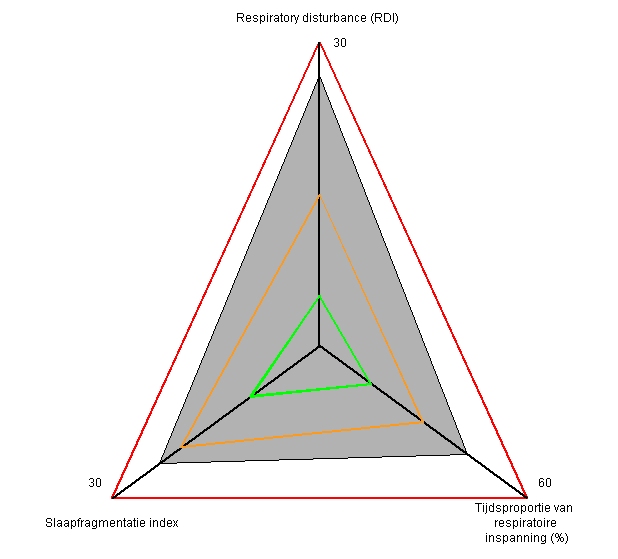 Respiratory disturbance (RDI)
30
30
60
Slaapfragmentatie index
Tijdsproportie van
respiratoire
inspanning (%)